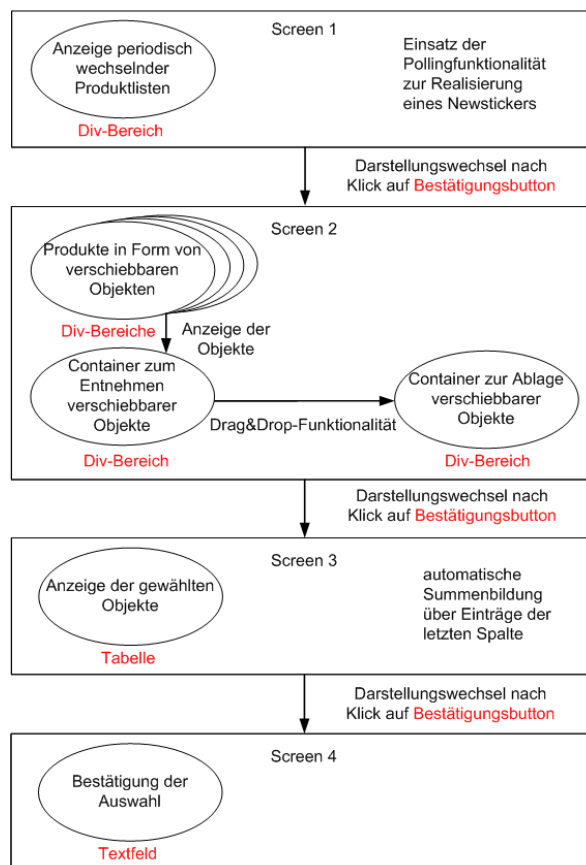 Screen 1
Anzeige periodisch
wechselnder
Produktlisten
Div-Bereich
Einsatz der
Pollingfunktionalität
zur Realisierung
eines Newstickers
Darstellungswechsel nach
Klick auf Bestätigungsbutton
Screen 2
Produkte in Form von
verschiebbaren
Objekten
Div-Bereiche
Anzeige der
Objekte
Container zum
Entnehmen
verschiebbarer
Objekte
Div-Bereich
Drag&Drop-Funktionalität
Container zur Ablage
verschiebbarer
Objekte
Div-Bereich
Darstellungswechsel nach
Klick auf Bestätigungsbutton
Screen 3
Anzeige der gewählten
Objekte
Tabelle
automatische
Summenbildung
über Einträge der
letzten Spalte
Darstellungswechsel nach
Klick auf Bestätigungsbutton
Screen 4
Bestätigung der
Auswahl
Textfeld